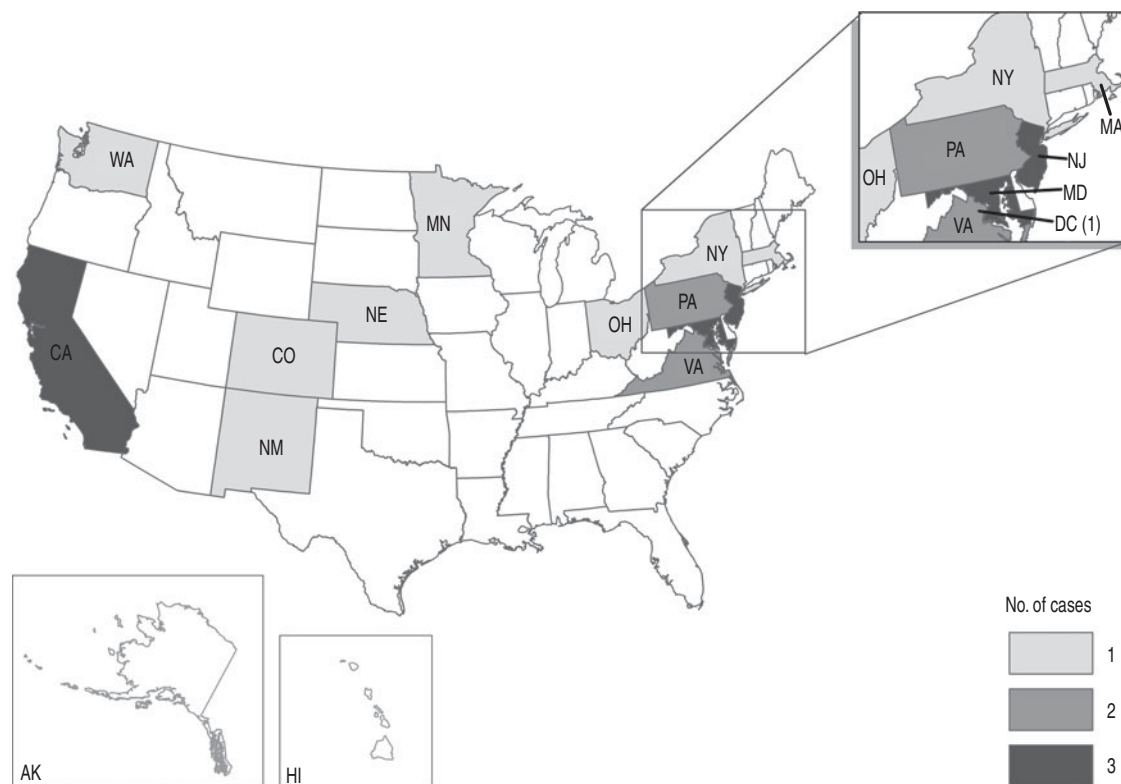 NY
MA
PA
NJ
OH
MD
VA
DC (1)
WA
MN
NY
NE
PA
OH
CA
CO
VA
NM
No. of cases
1
2
3
AK
HI